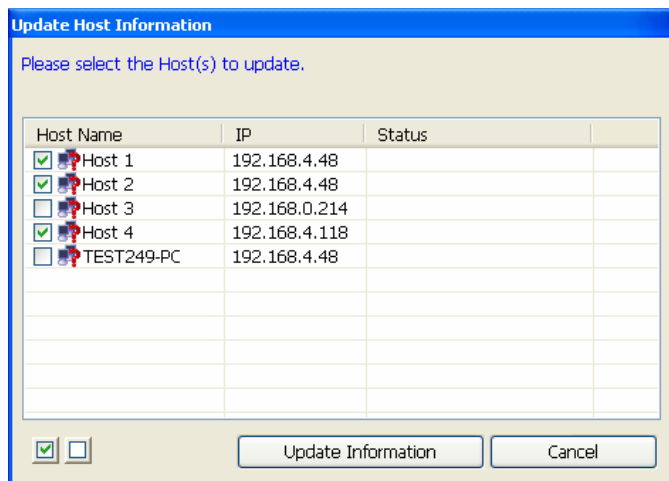 Update Host Information
Please select the Host(s) to update.
Host Name IP Status
Host 1 192.168.4.48
Host 2 192.168.4.48
Host 3 192.168.0.214
Host 4 192.168.4.118
TEST249-PC 192.168.4.48
Update Information Cancel